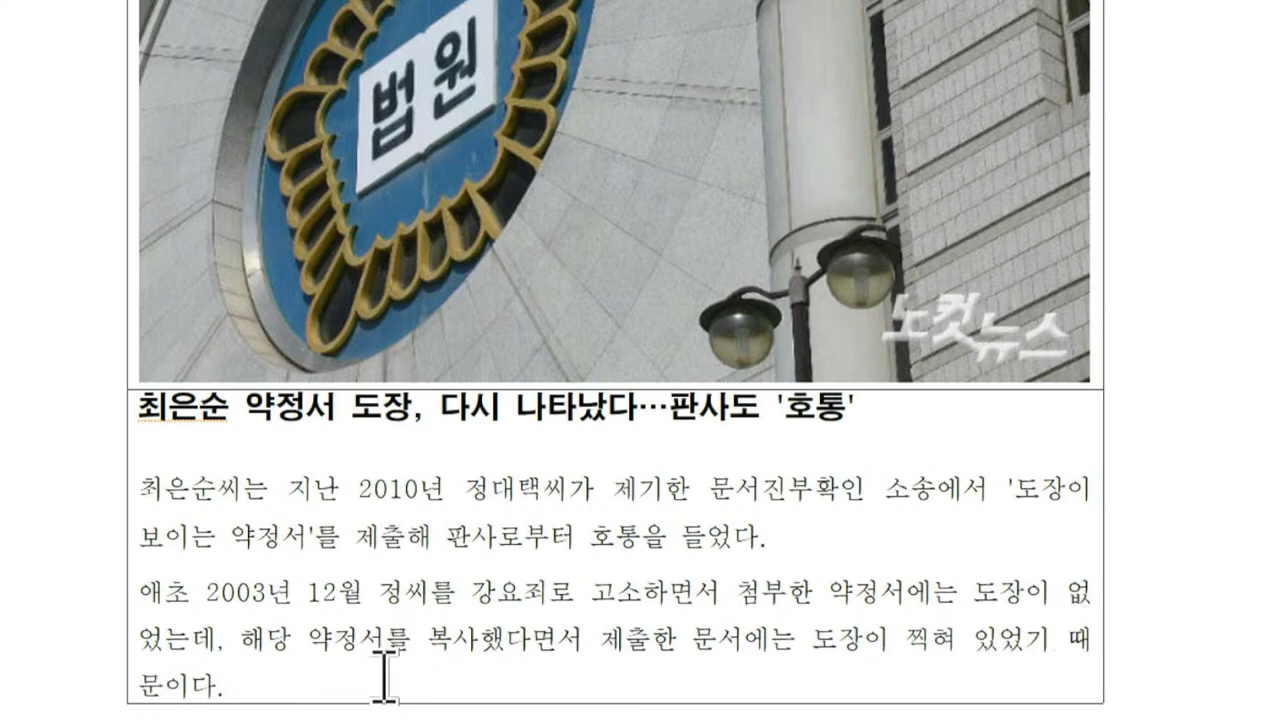 법원
노컷뉴스
최은순 약정서 도장, 다시 나타났다…판사도 '호통'
최은순씨는 지난 2010년 정대택씨가 제기한 문서진부확인 소송에서 '도장이
보이는 약정서'를 제출해 판사로부터 호통을 들었다.
애초 2003년 12월 정씨를 강요죄로 고소하면서 첨부한 약정서에는 도장이 없
었는데, 해당 약정서를 복사했다면서 제출한 문서에는 도장이 찍혀 있었기 때
문이다.